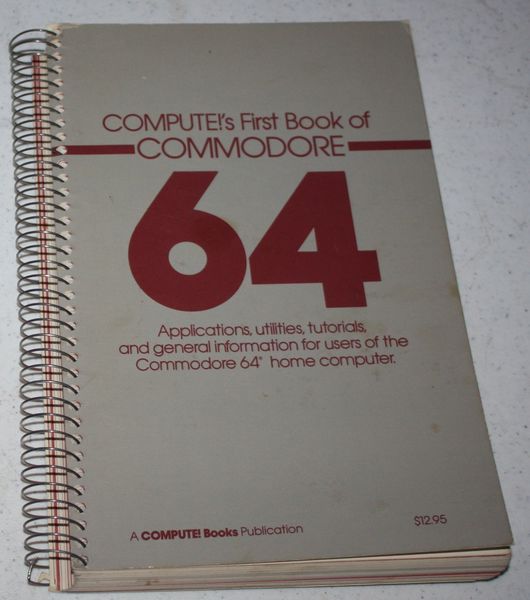 COMPUTE!'s First Book of
COMMODORE
64
Applications, utilities, tutorials,
and general information for users of the
Commodore 64® home computer.
A COMPUTE! Books Publication
$12.95